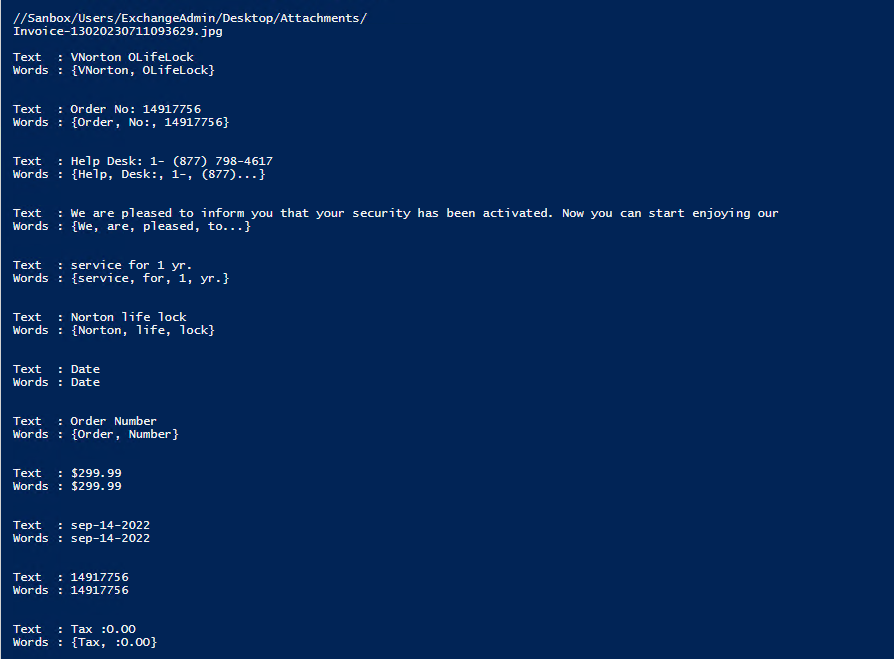 //Sanbox/Users/ExchangeAdmin/Desktop/Attachments/
Invoice-13020230711093629.jpg
Text  : VNorton OLifeLock
Words : {VNorton, OLifeLock}
Text  : Order No: 14917756
Words : {Order, No:, 14917756}
Text  : Help Desk: 1- (877) 798-4617
Words : {Help, Desk:, 1-, (877)...}
Text  : We are pleased to inform you that your security has been activated. Now you can start enjoying our
Words : {We, are, pleased, to...}
Text  : service for 1 yr.
Words : {service, for, 1, yr.}
Text  : Norton life lock
Words : {Norton, life, lock}
Text  : Date
Words : Date
Text  : Order Number
Words : {Order, Number}
Text  : $299.99
Words : $299.99
Text  : sep-14-2022
Words : sep-14-2022
Text  : 14917756
Words : 14917756
Text  : Tax :0.00
Words : {Tax, :0.00}